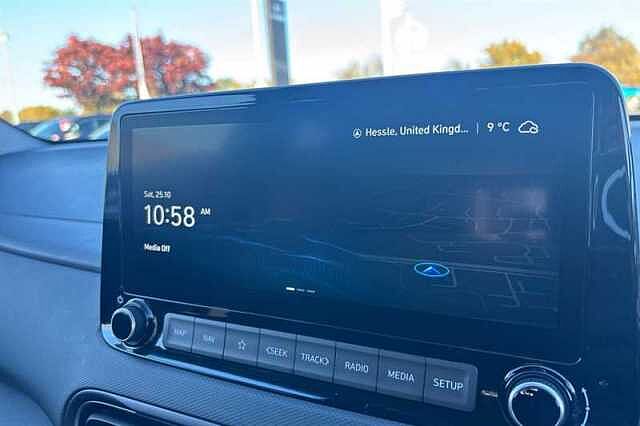 Hessle, United Kingd... | 9 °C
Sat, 25.10
10:58 AM
Media Off
MAP
NAV
<SEEK
TRACK>
RADIO
MEDIA
SETUP